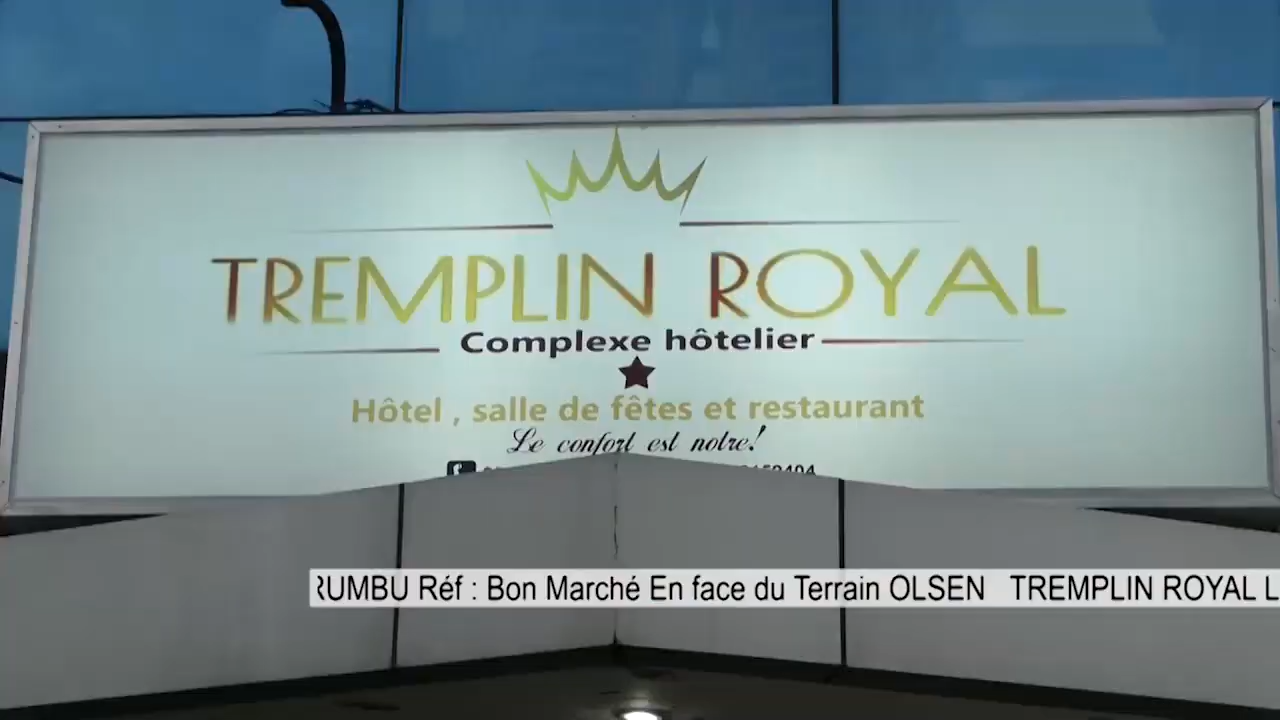 TREMPLIN ROYAL
Complexe hôtelier
Hôtel , salle de fêtes et restaurant
Le confort est notre!
RUMBU Réf : Bon Marché En face du Terrain OLSEN TREMPLIN ROYAL L